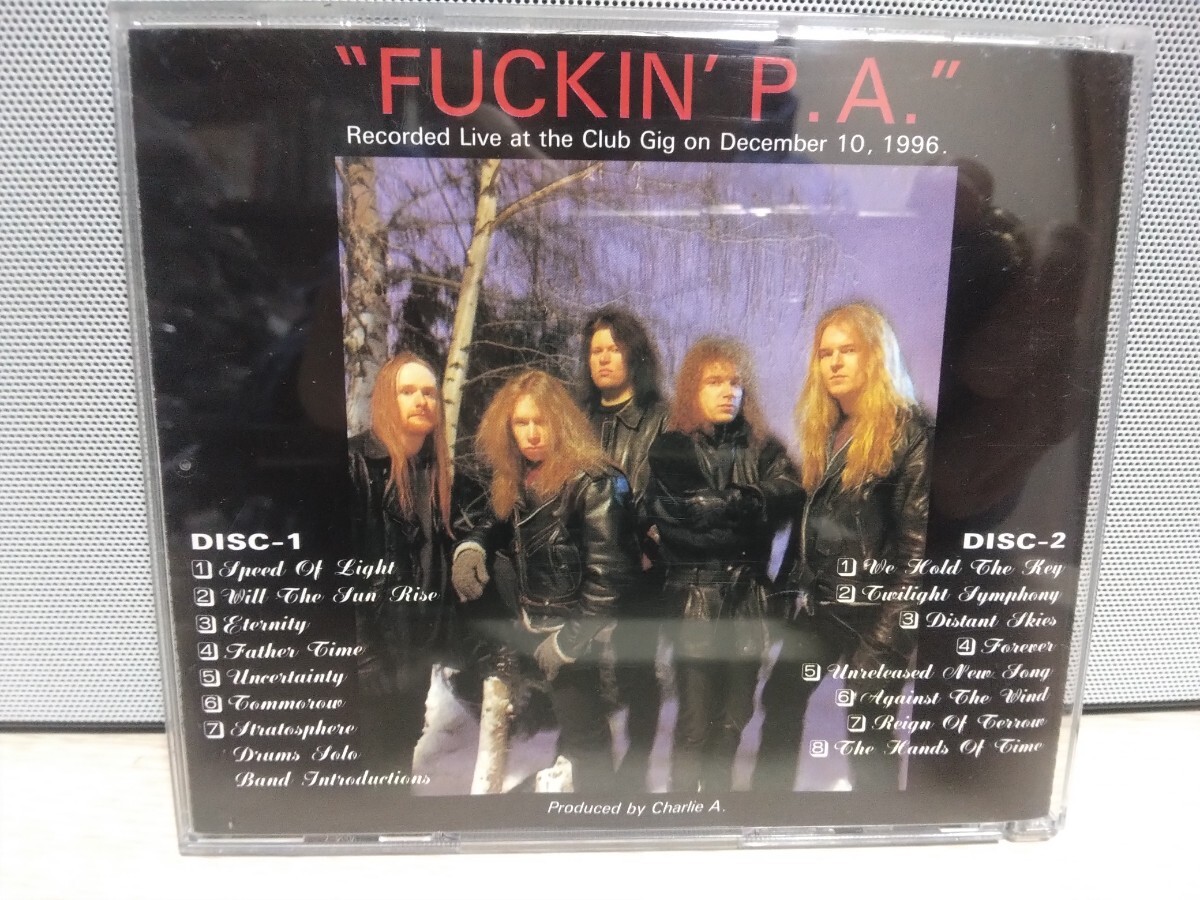 "FUCKIN' P.A."
Recorded Live at the Club Gig on December 10, 1996.
DISC-1
1 Speed Of Light
2 Will The Sun Rise
3 Eternity
4 Father Time
5 Uncertainty
6 Tommorow
7 Stratosphere
Drums Solo
Band Introductions
DISC-2
1 We Hold The Key
2 Twilight Symphony
3 Distant Skies
4 Forever
5 Unreleased New Song
6 Against The Wind
7 Reign Of Terrow
8 The Hands Of Time
Produced by Charlie A.